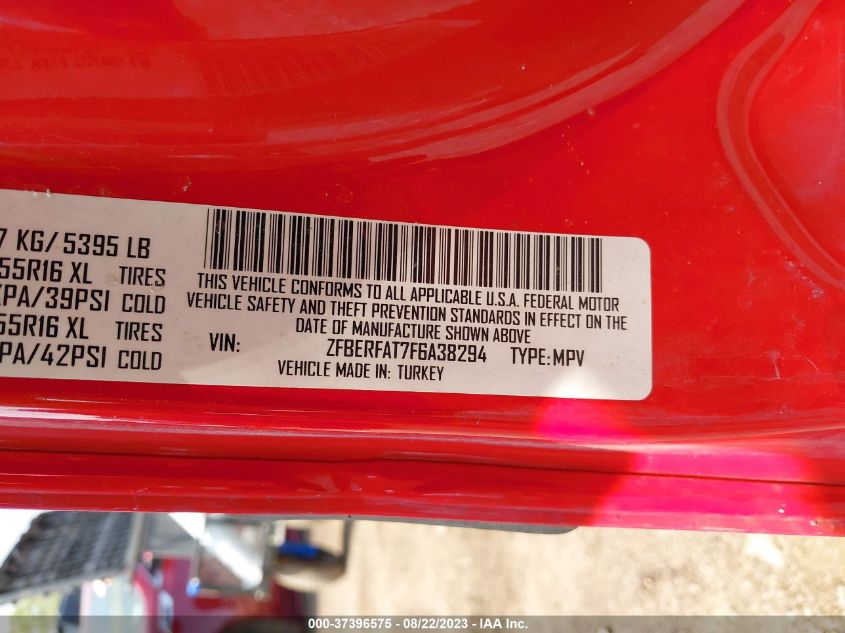 7 KG/ 5395 LB
55R16 XL TIRES
KPA/39PSI COLD
55R16 XL TIRES
PA/42PSI COLD
THIS VEHICLE CONFORMS TO ALL APPLICABLE U.S.A. FEDERAL MOTOR
VEHICLE SAFETY AND THEFT PREVENTION STANDARDS IN EFFECT ON THE
DATE OF MANUFACTURE SHOWN ABOVE
VIN: ZFBERFAT7F6A38294 TYPE: MPV
VEHICLE MADE IN: TURKEY
000-37396575 - 08/22/2023 - IAA Inc.